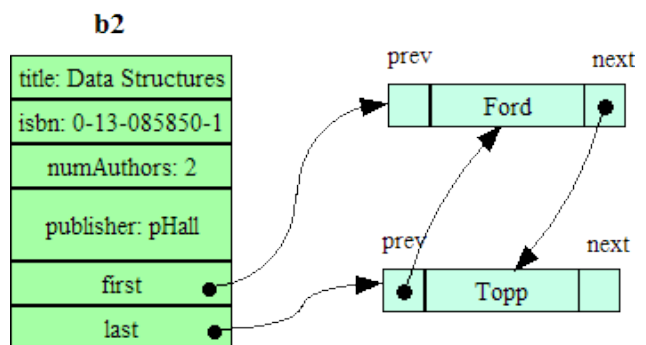 b2
title: Data Structures
isbn: 0-13-085850-1
numAuthors: 2
publisher: pHall
first
last
prev
next
Ford
prev
next
Topp